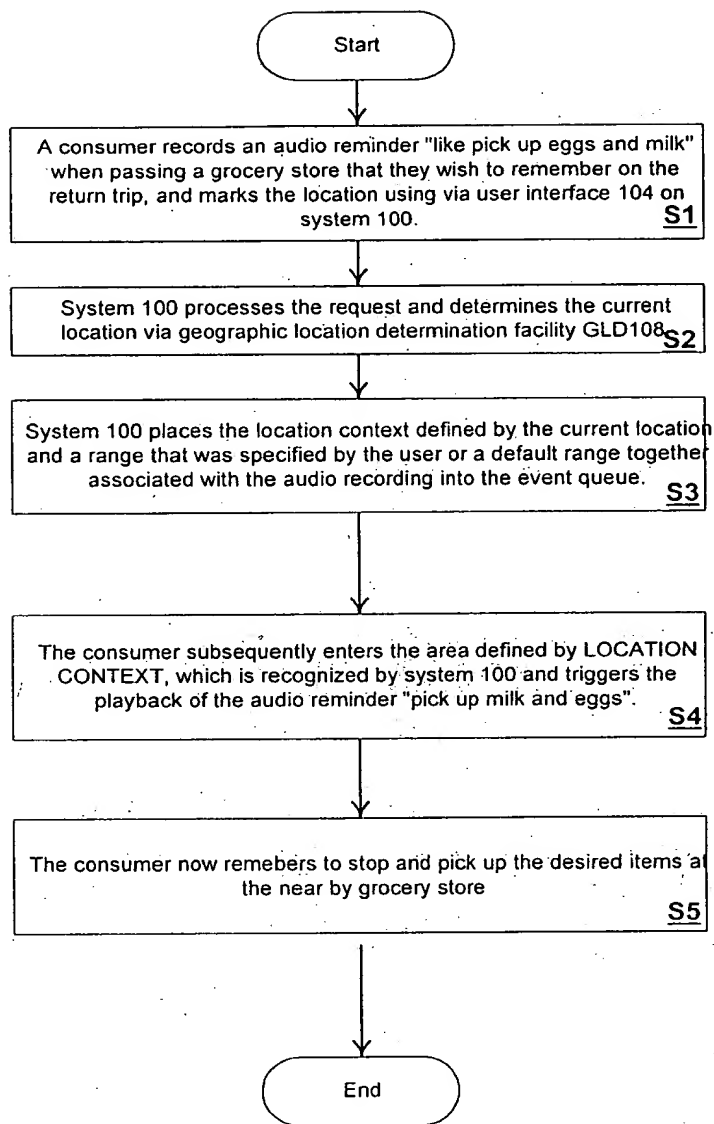 Start
A consumer records an audio reminder "like pick up eggs and milk"
when passing a grocery store that they wish to remember on the
return trip, and marks the location using via user interface 104 on
system 100.
S1
System 100 processes the request and determines the current
location via geographic location determination facility GLD108
S2
System 100 places the location context defined by the current location
and a range that was specified by the user or a default range together
associated with the audio recording into the event queue.
S3
The consumer subsequently enters the area defined by LOCATION
CONTEXT, which is recognized by system 100 and triggers the
playback of the audio reminder "pick up milk and eggs".
S4
The consumer now remebers to stop and pick up the desired items at
the near by grocery store
S5
End